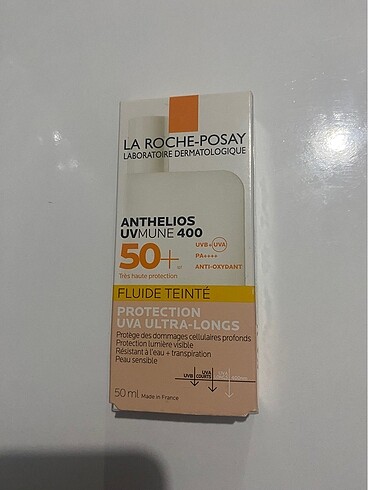 LA ROCHE-POSAY
LABORATOIRE DERMATOLOGIQUE
ANTHELIOS
UVMUNE 400
50+
UVB+UVA
PA++++
ANTI-OXYDANT
Très haute protection
FLUIDE TEINTÉ
PROTECTION
UVA ULTRA-LONGS
Protège des dommages cellulaires profonds
Protection lumière visible
Résistant à l'eau + transpiration
Peau sensible
UVB
UVA
COURTS
50 ml Made in France